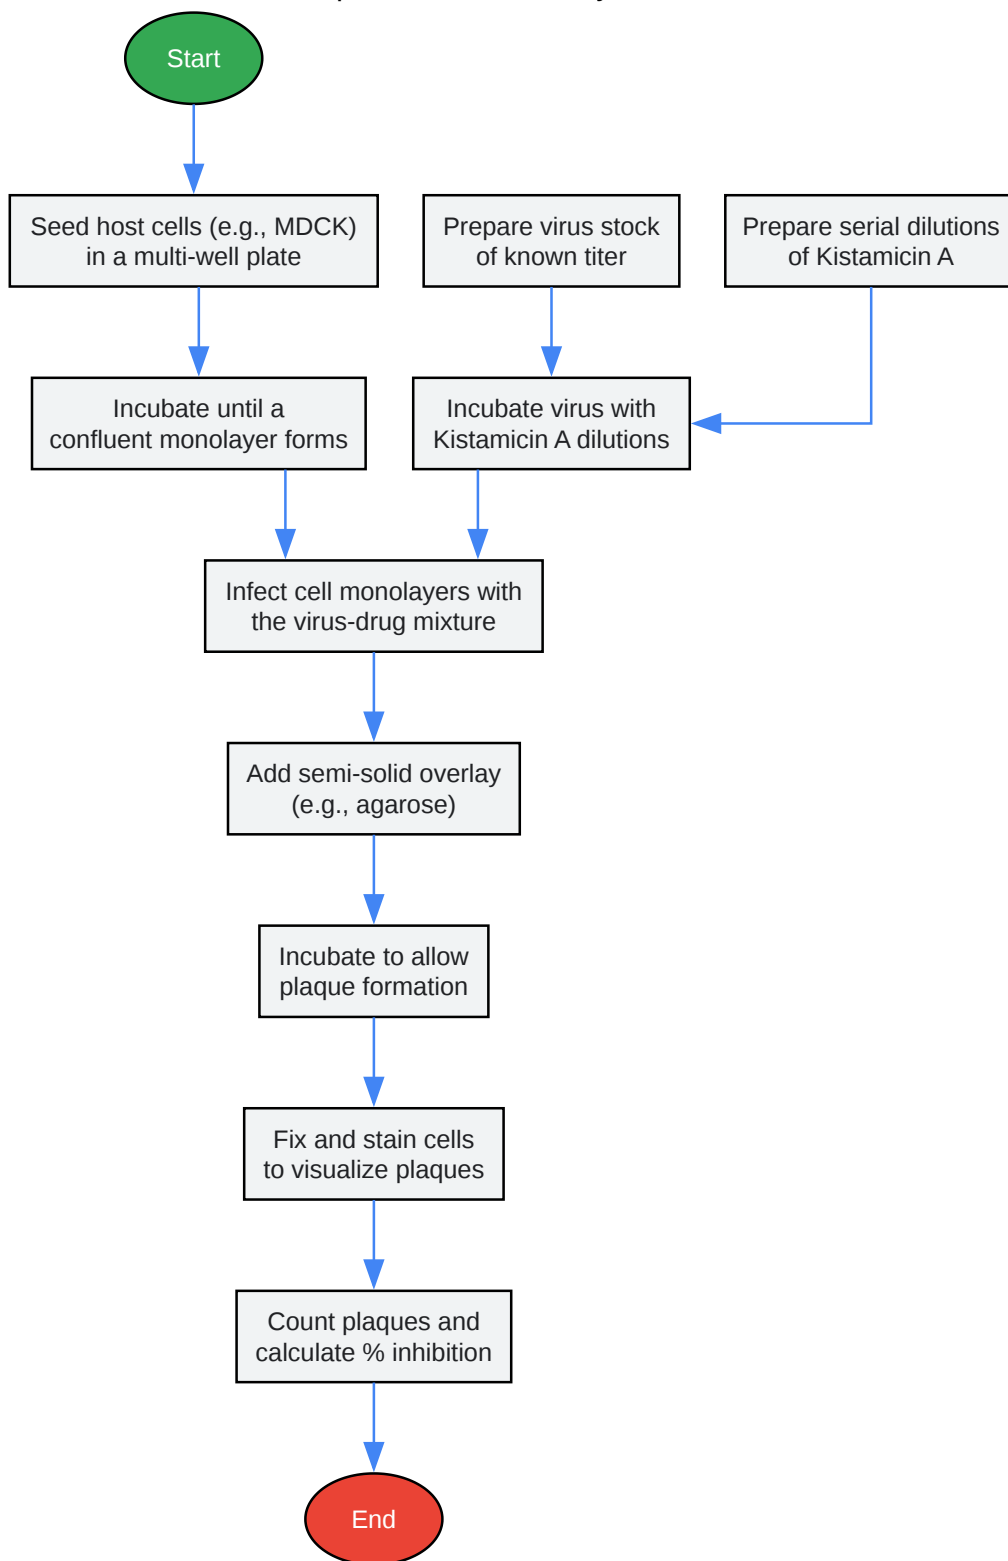 Start
Seed host cells (e.g., MDCK)
in a multi-well plate
Prepare virus stock
of known titer
Prepare serial dilutions
of Kistamicin A
Incubate until a
confluent monolayer forms
Incubate virus with
Kistamicin A dilutions
Infect cell monolayers with
the virus-drug mixture
Add semi-solid overlay
(e.g., agarose)
Incubate to allow
plaque formation
Fix and stain cells
to visualize plaques
Count plaques and
calculate % inhibition
End